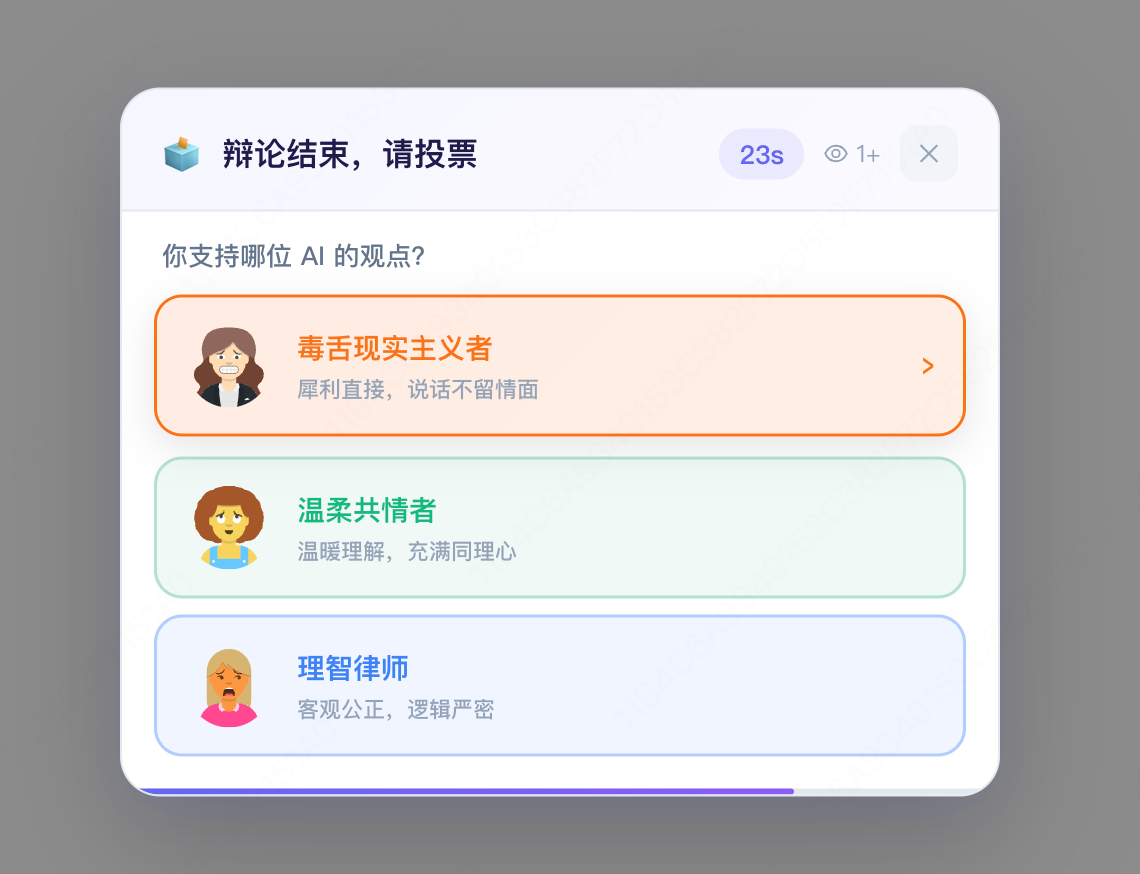 辩论结束，请投票
23s
1+
你支持哪位 AI 的观点?
毒舌现实主义者
犀利直接，说话不留情面
温柔共情者
温暖理解，充满同理心
理智律师
客观公正，逻辑严密